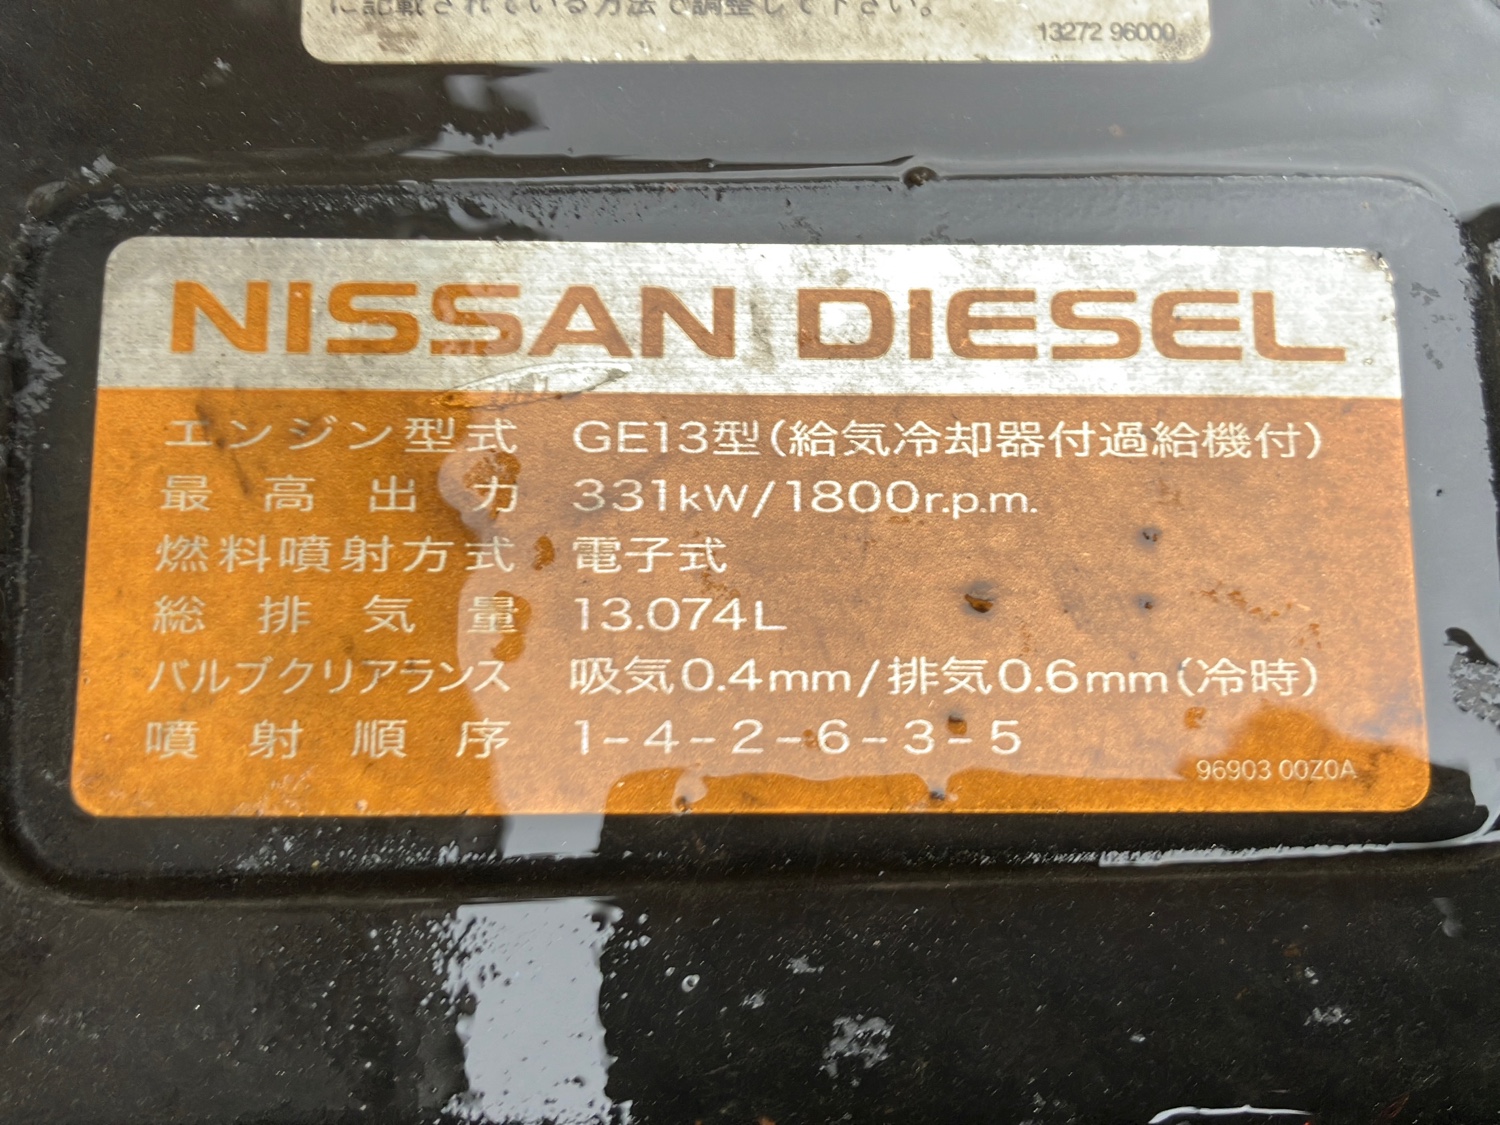 に記載されている方法で調整して下さい。
13272 96000
NISSAN DIESEL
エンジン型式 GE13型(給気冷却器付過給機付)
最高出力 331kW/1800r.p.m.
燃料噴射方式 電子式
総排気量 13.074L
バルブクリアランス 吸気0.4mm/排気0.6mm(冷時)
噴射順序 1-4-2-6-3-5
96903 00Z0A